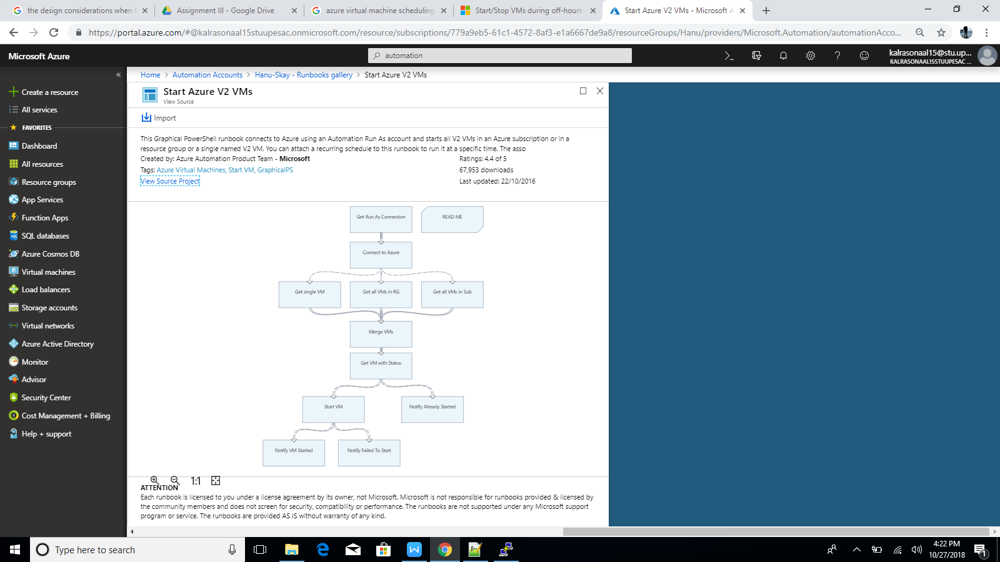 the design considerations when
Assignment III - Google Drive
azure virtual machine scheduling
Start/Stop VMs during off-hours
Start Azure V2 VMs - Microsoft A
https://portal.azure.com/#@kalrasonaal15stuupesac.onmicrosoft.com/resource/subscriptions/779a9eb5-61c1-4572-8af3-e1a6667de9a8/resourceGroups/Hanu/providers/Microsoft.Automation/automationAcco...
Microsoft Azure
automation
kalrasonaal15@stu.up...
KALRASONAAL15STUUPESAC ...
Home > Automation Accounts > Hanu-Skay - Runbooks gallery > Start Azure V2 VMs
Create a resource
All services
FAVORITES
Dashboard
All resources
Resource groups
App Services
Function Apps
SQL databases
Azure Cosmos DB
Virtual machines
Load balancers
Storage accounts
Virtual networks
Azure Active Directory
Monitor
Advisor
Security Center
Cost Management + Billing
Help + support
Start Azure V2 VMs
View Source
Import
This Graphical PowerShell runbook connects to Azure using an Automation Run As account and starts all V2 VMs in an Azure subscription or in a
resource group or a single named V2 VM. You can attach a recurring schedule to this runbook to run it at a specific time. The asso
Created by: Azure Automation Product Team - Microsoft
Ratings: 4.4 of 5
Tags: Azure Virtual Machines, Start VM, GraphicalPS
67,953 downloads
View Source Project
Last updated: 22/10/2016
Get Run As Connection
READ ME
Connect to Azure
Get single VM
Get all VMs in RG
Get all VMs in Sub
Merge VMs
Get VM with Status
Start VM
Notify Already Started
Notify VM Started
Notify Failed To Start
1:1
ATTENTION
Each runbook is licensed to you under a license agreement by its owner, not Microsoft. Microsoft is not responsible for runbooks provided & licensed by
the community members and does not screen for security, compatibility or performance. The runbooks are not supported under any Microsoft support
program or service. The runbooks are provided AS IS without warranty of any kind.
Type here to search
4:22 PM
10/27/2018
1